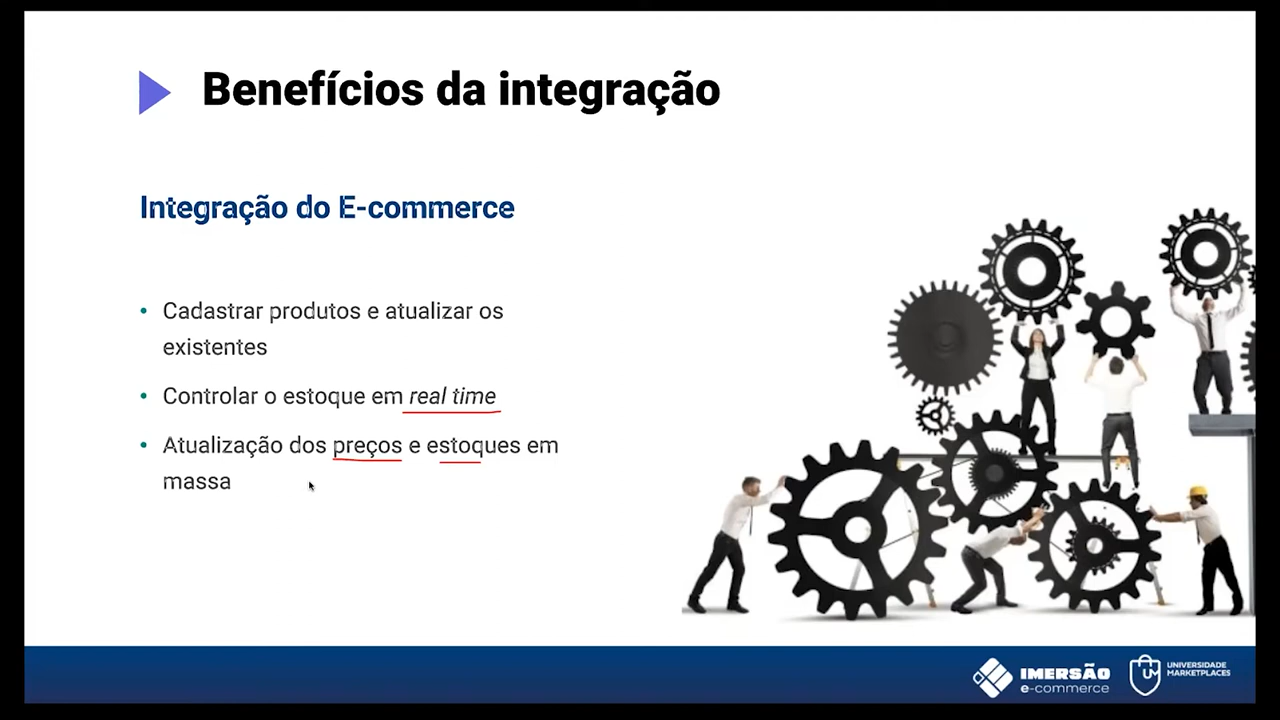 Benefícios da integração
Integração do E-commerce
• Cadastrar produtos e atualizar os
existentes
• Controlar o estoque em real time
• Atualização dos preços e estoques em
massa
IMERSÃO
e-commerce
UM
UNIVERSIDADE
MARKETPLACES